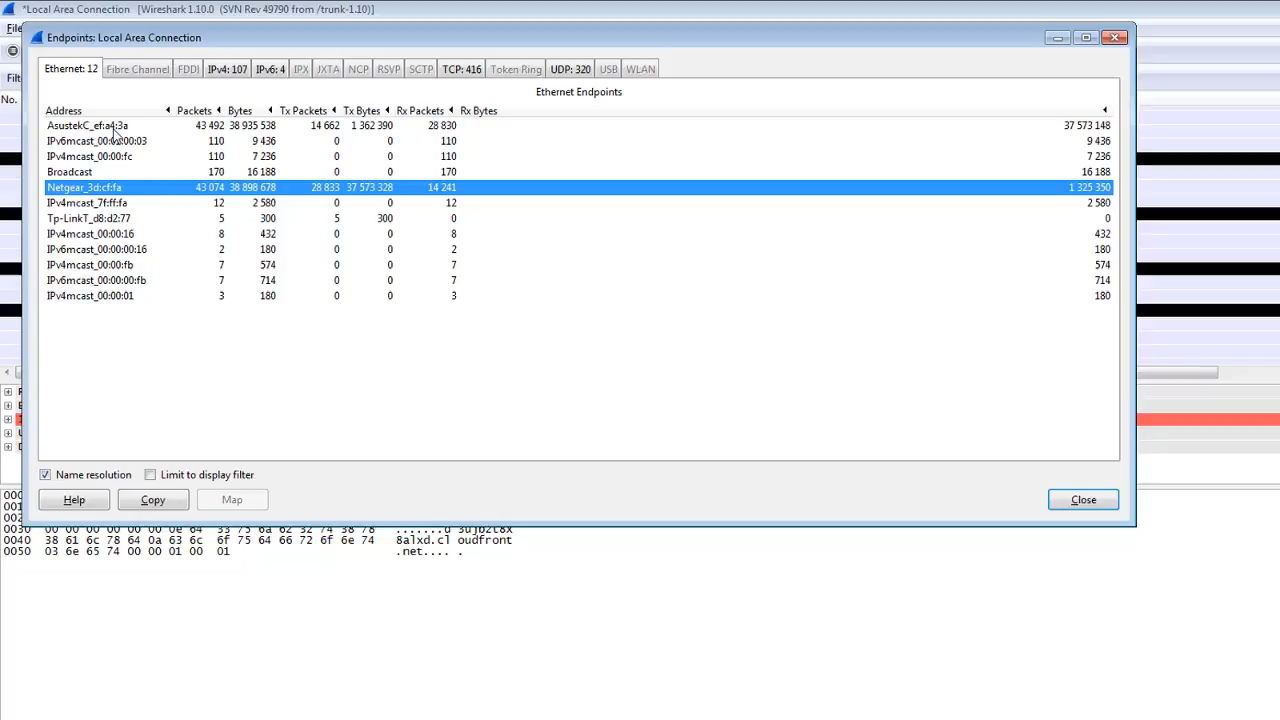 *Local Area Connection [Wireshark 1.10.0 (SVN Rev 49790 from /trunk-1.10)]
File
Endpoints: Local Area Connection
Filt
No.
Ethernet: 12 Fibre Channel FDDI IPv4: 107 IPv6: 4 IPX JXTA NCP RSVP SCTP TCP: 416 Token Ring UDP: 320 USB WLAN
Ethernet Endpoints
Address Packets Bytes Tx Packets Tx Bytes Rx Packets Rx Bytes
AsustekC_ef:a4:3a 43 492 38 935 538 14 662 1 362 390 28 830 37 573 148
110 9 436 0 0 110 9 436
IPv4mcast_00:00:fc 110 7 236 0 0 110 7 236
Broadcast 170 16 188 0 0 170 16 188
Netgear_3d:cf:fa 43 074 38 898 678 28 833 37 573 328 14 241 1 325 350
IPv4mcast_7f:ff:fa 12 2 580 0 0 12 2 580
Tp-LinkT_d8:d2:77 5 300 5 300 0 0
IPv4mcast_00:00:16 8 432 0 0 8 432
IPv6mcast_00:00:00:16 2 180 0 0 2 180
IPv4mcast_00:00:fb 7 574 0 0 7 574
IPv6mcast_00:00:00:fb 7 714 0 0 7 714
IPv4mcast_00:00:01 3 180 0 0 3 180
Name resolution Limit to display filter
Help Copy Map Close
0040 38 61 6c 78 64 0a 63 6c 6f 75 64 66 72 6f 6e 74 8alxd.cl oudfront
0050 03 6e 65 74 00 00 01 00 01 .net.... .